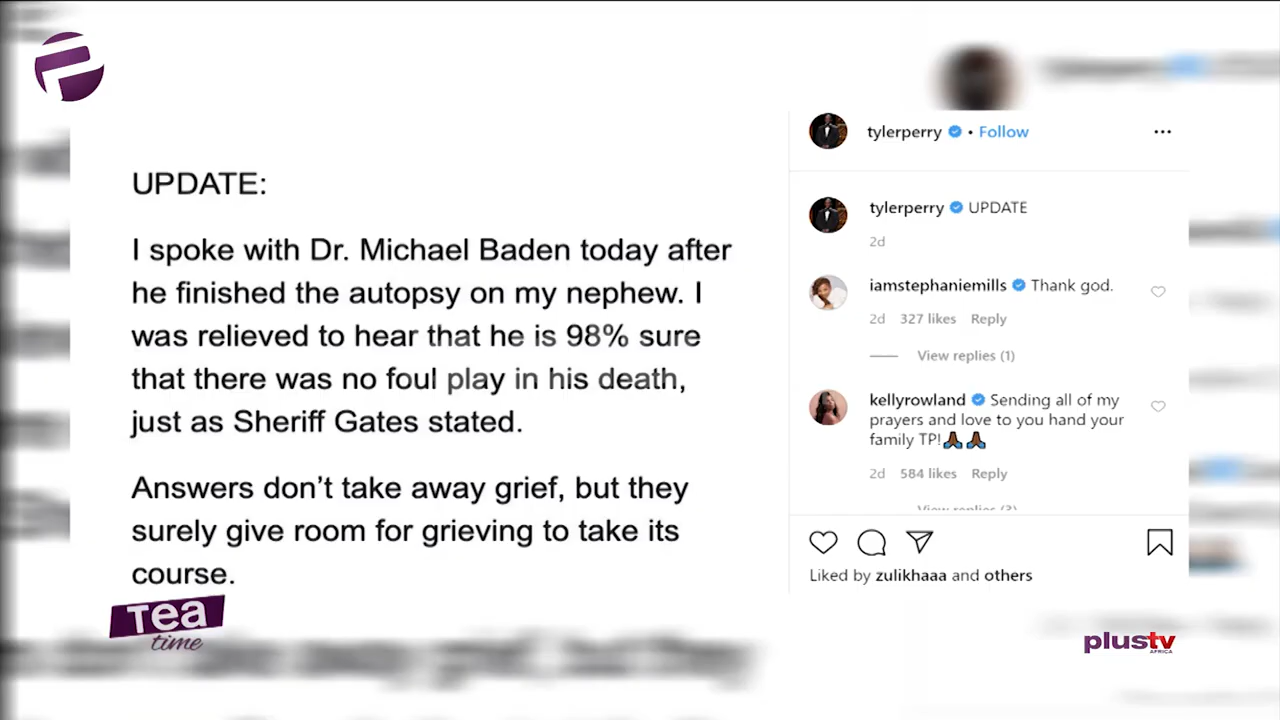 UPDATE:
I spoke with Dr. Michael Baden today after
he finished the autopsy on my nephew. I
was relieved to hear that he is 98% sure
that there was no foul play in his death,
just as Sheriff Gates stated.
Answers don't take away grief, but they
surely give room for grieving to take its
course.
tylerperry • Follow
tylerperry UPDATE
2d
iamstephaniemills Thank god.
2d 327 likes Reply
View replies (1)
kellyrowland Sending all of my
prayers and love to you hand your
family TP!🙏🏾🙏🏾
2d 584 likes Reply
View replies (3)
Liked by zulikhaaa and others
Tea
time
plustv
AFRICA